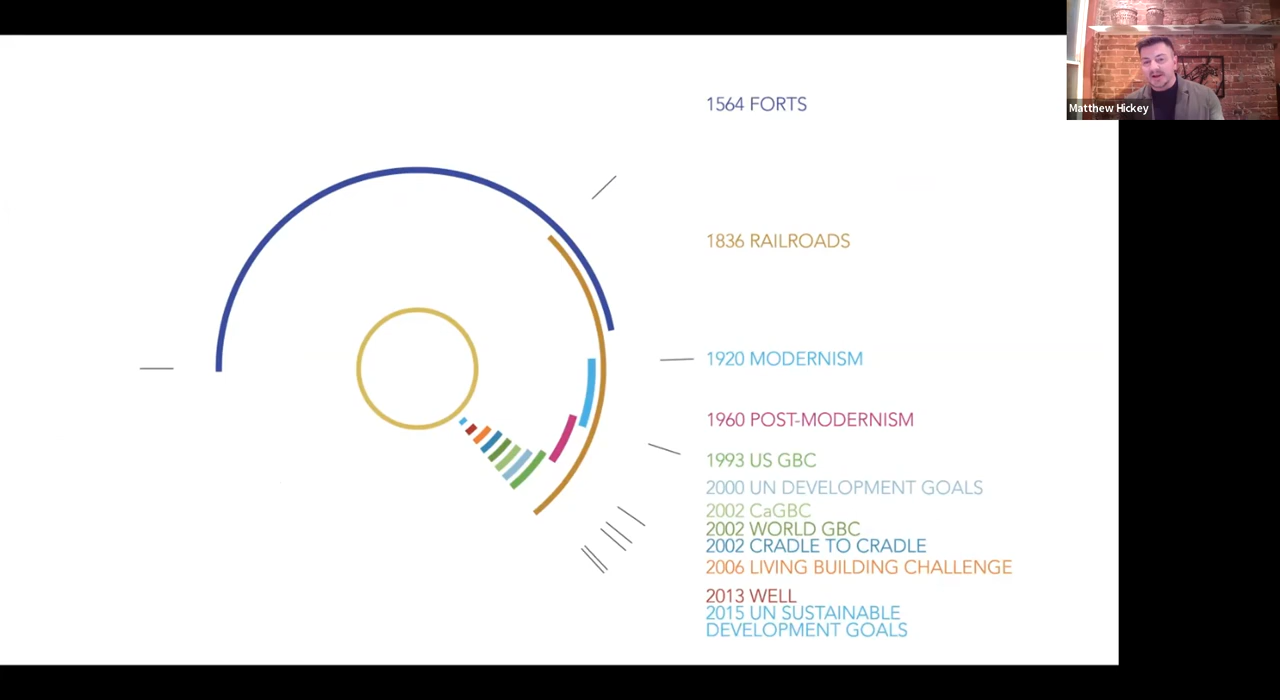 Matthew Hickey
1564 FORTS
1836 RAILROADS
1920 MODERNISM
1960 POST-MODERNISM
1993 US GBC
2000 UN DEVELOPMENT GOALS
2002 CaGBC
2002 WORLD GBC
2002 CRADLE TO CRADLE
2006 LIVING BUILDING CHALLENGE
2013 WELL
2015 UN SUSTAINABLE
DEVELOPMENT GOALS